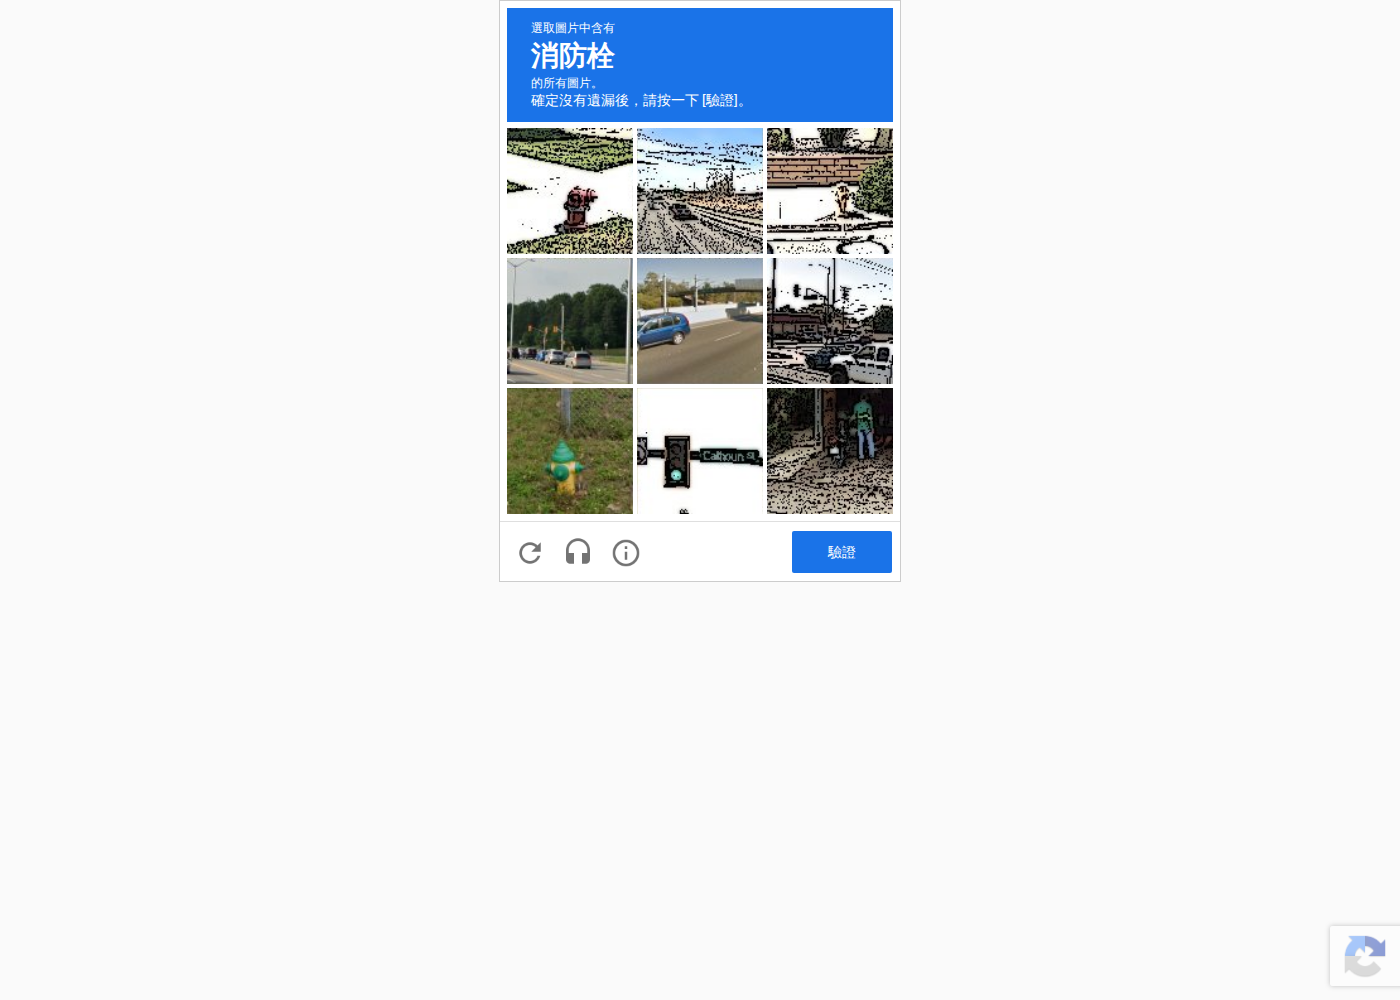 選取圖片中含有
消防栓
的所有圖片。
確定沒有遺漏後，請按一下 [驗證]。
Calhoun St
驗證